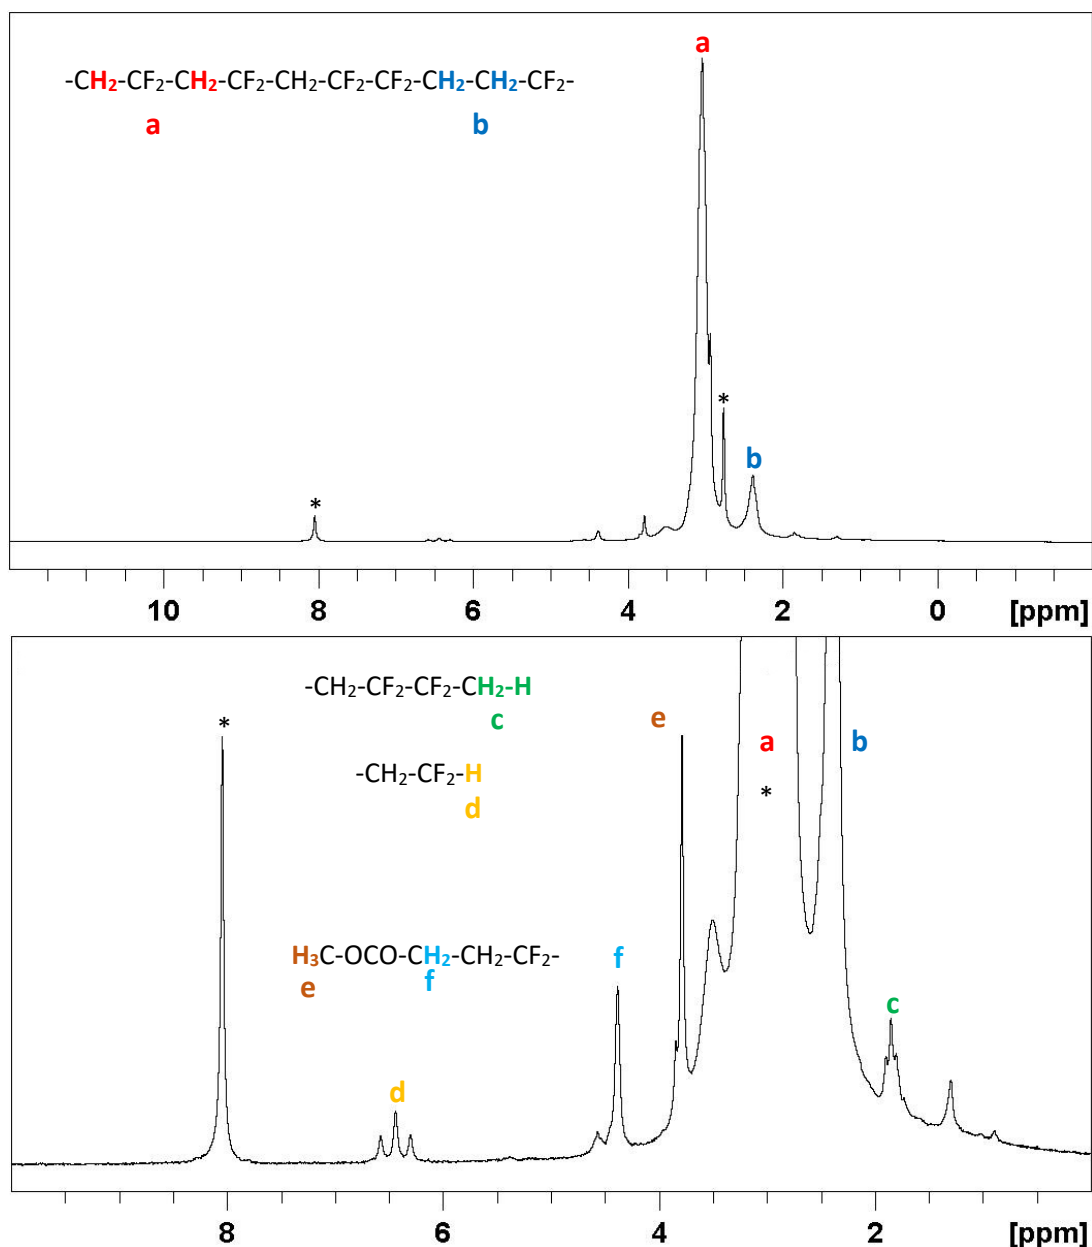 a
-CH₂-CF₂-CH₂-CF₂-CH₂-CF₂-CF₂-CH₂-CH₂-CF₂-
a b
*
b
*
10 8 6 4 2 0 [ppm]
-CH₂-CF₂-CF₂-CH₂-H
c
*
e
a
b
-CH₂-CF₂-H
d
*
H₃C-OCO-CH₂-CH₂-CF₂-
e
f
f
c
d
8 6 4 2 [ppm]